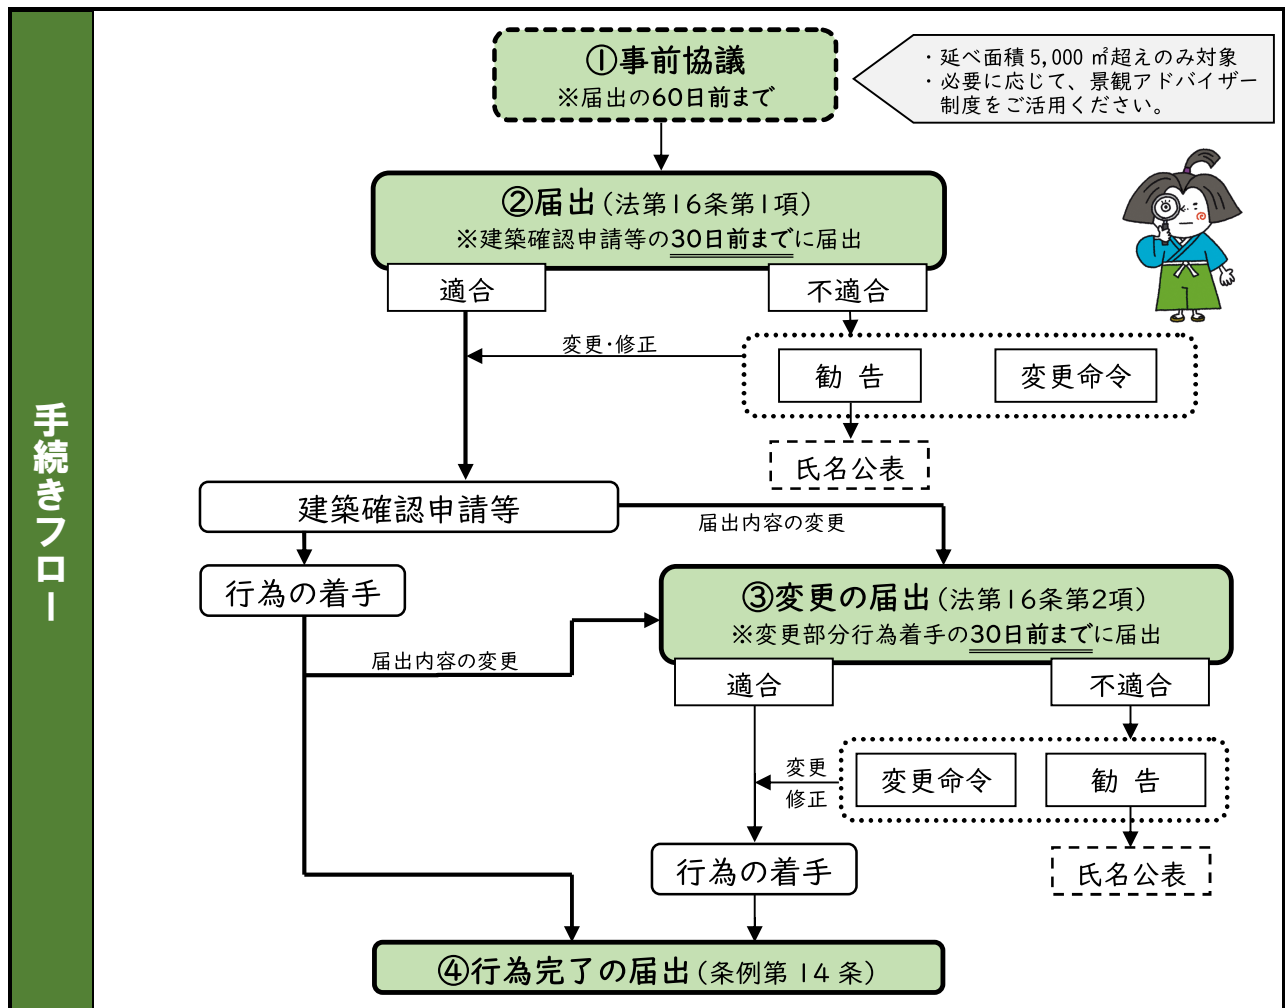 手続きフロー
①事前協議
※届出の60日前まで
・延べ面積5,000㎡超えのみ対象
・必要に応じて、景観アドバイザー
制度をご活用ください。
②届出(法第16条第1項)
※建築確認申請等の30日前までに届出
適合
不適合
変更・修正
勧 告
変更命令
氏名公表
建築確認申請等
届出内容の変更
行為の着手
③変更の届出(法第16条第2項)
※変更部分行為着手の30日前までに届出
届出内容の変更
適合
不適合
変更
修正
変更命令
勧 告
行為の着手
氏名公表
④行為完了の届出(条例第14条)